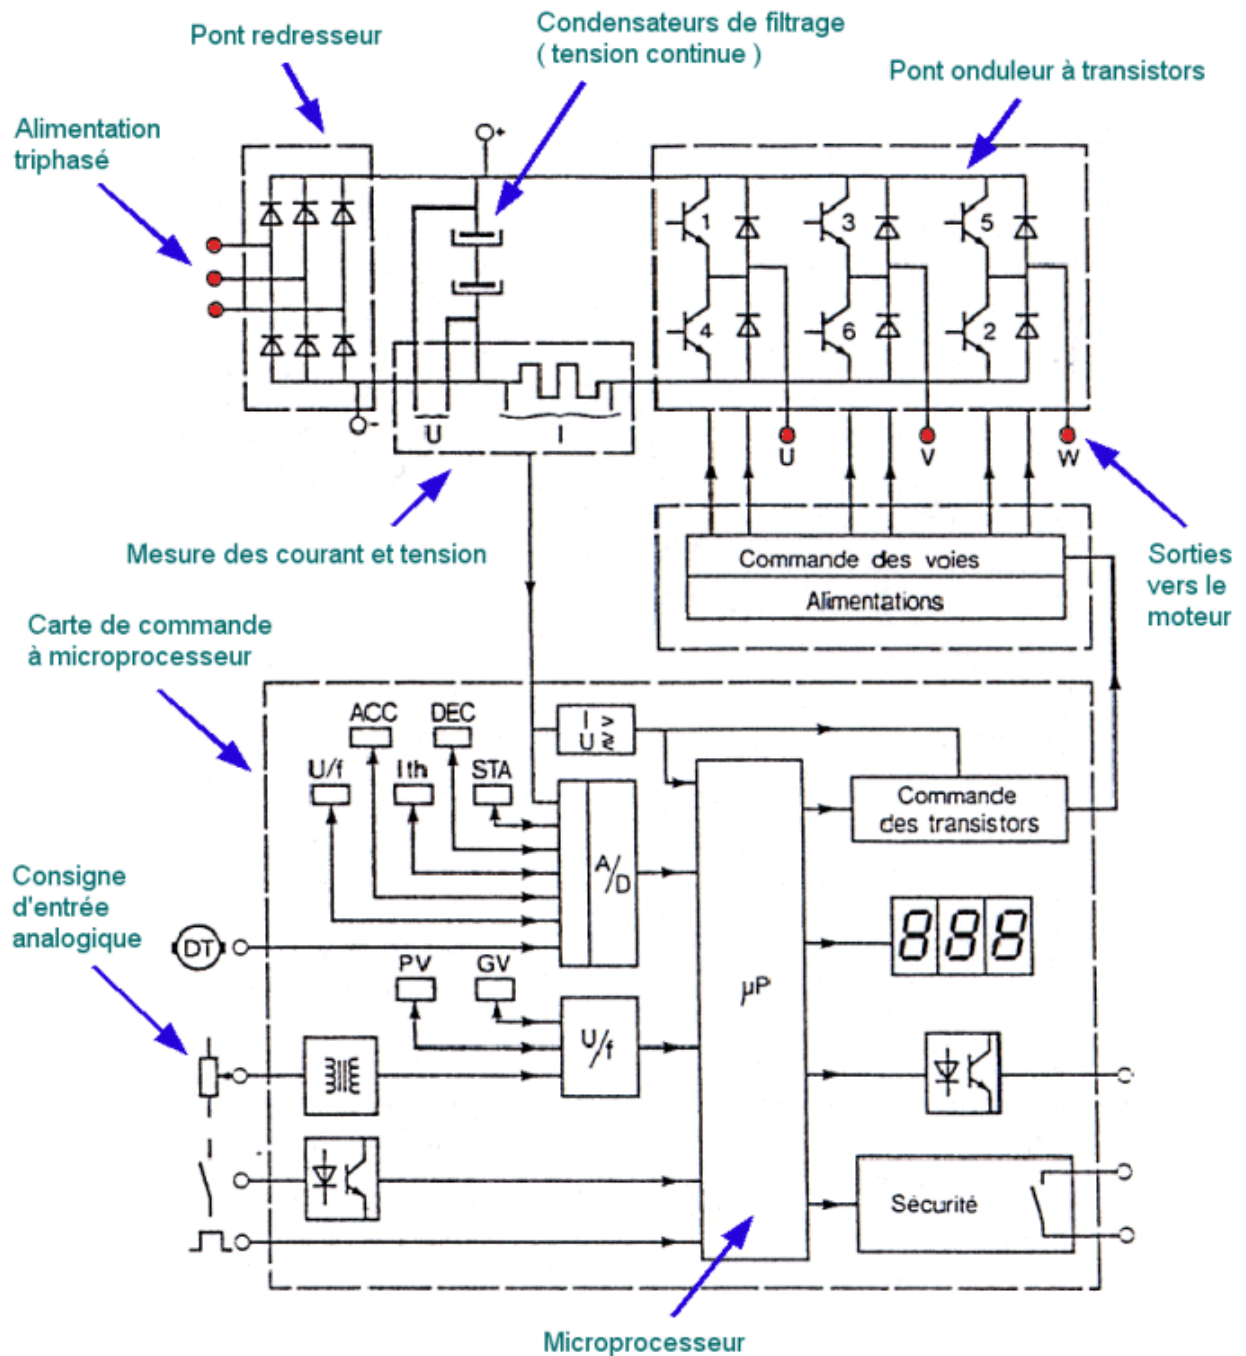 Pont redresseur
Condensateurs de filtrage
( tension continue )
Pont onduleur à transistors
Alimentation
triphasé
+
1
3
5
4
6
2
-
U
I
U
V
W
Mesure des courant et tension
Commande des voies
Alimentations
Sorties
vers le
moteur
Carte de commande
à microprocesseur
ACC
DEC
I >
U ≷
U/f
Ith
STA
Commande
des transistors
A/D
Consigne
d'entrée
analogique
DT
888
PV
GV
µP
U/f
Sécurité
Microprocesseur